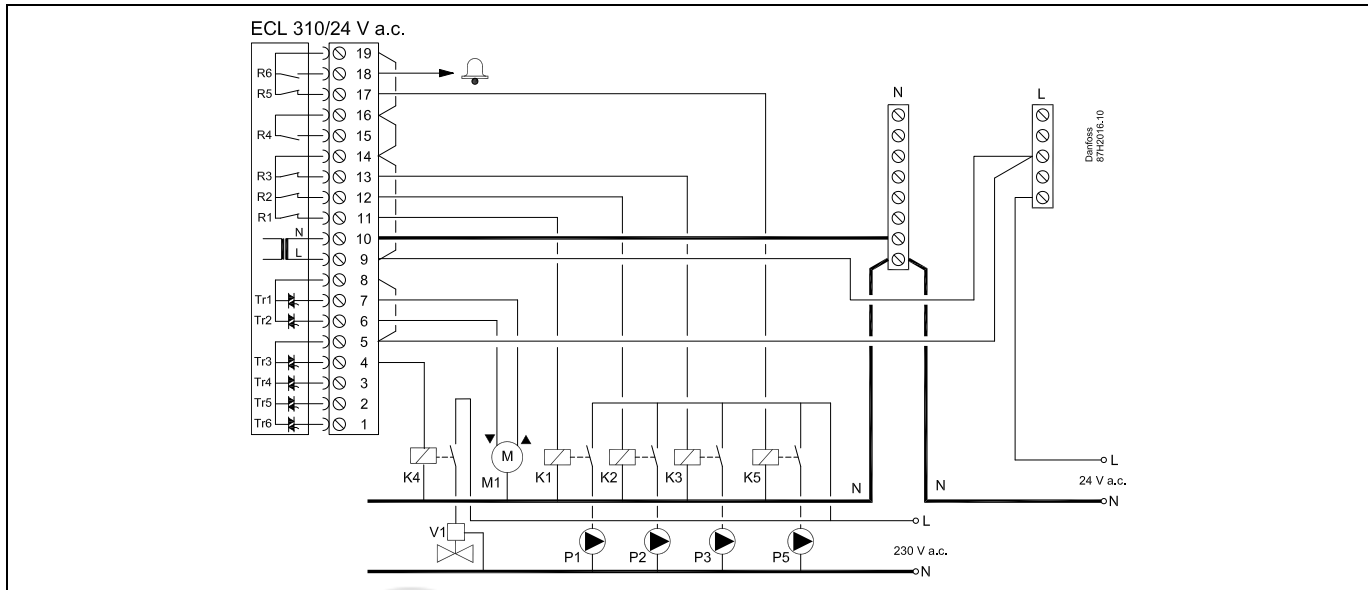 ECL 310/24 V a.c.
19
R6 18
R5 17
16
R4 15
14
R3 13
R2 12
R1 11
N 10
L 9
8
Tr1 7
Tr2 6
5
Tr3 4
Tr4 3
Tr5 2
Tr6 1
N
L
Danfoss
87H2016.10
K4
M
M1
K1
K2
K3
K5
N
N
L
24 V a.c.
N
V1
P1
P2
P3
P5
L
230 V a.c.
N